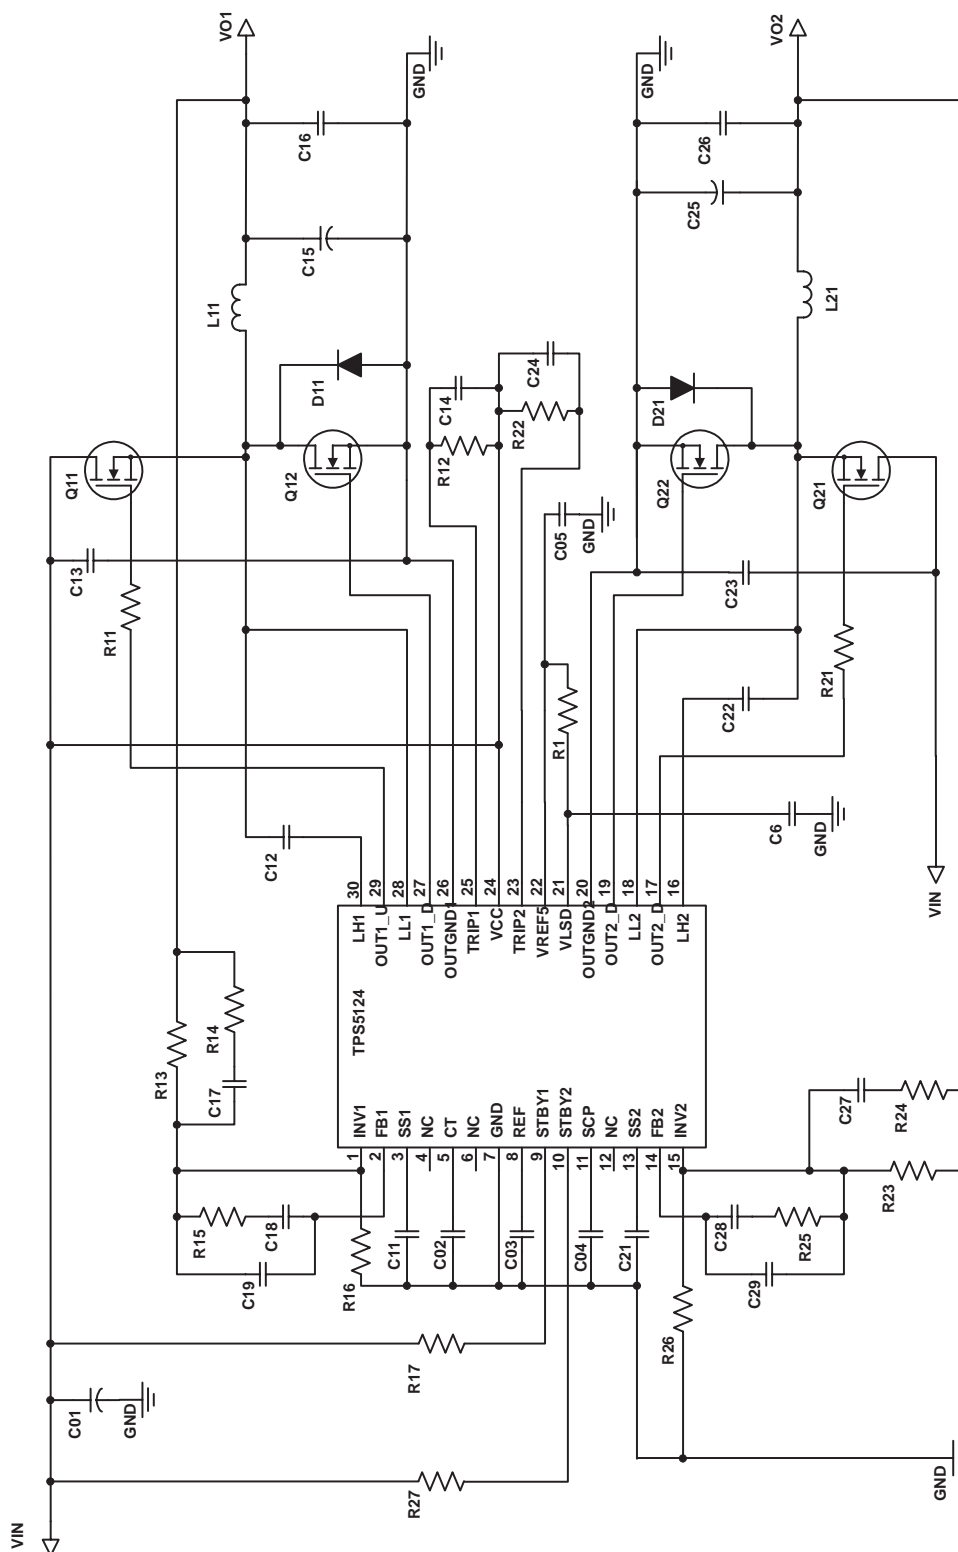 VIN
C01
GND
R27
R17
C19
R15
C18
R16
C11
C02
C03
C04
C21
R26
C29
C28
R25
R23
R24
C27
GND
1
2
3
4
5
6
7
8
9
10
11
12
13
14
15
INV1
FB1
SS1
NC
CT
NC
GND
REF
STBY1
STBY2
SCP
NC
SS2
FB2
INV2
TPS5124
LH1
OUT1_U
LL1
OUT1_D
OUTGND1
TRIP1
VCC
TRIP2
VREF5
VLSD
OUTGND2
OUT2_D
LL2
OUT2_D
LH2
30
29
28
27
26
25
24
23
22
21
20
19
18
17
16
R13
R14
C17
C12
R11
C13
Q11
Q12
D11
L11
C15
C16
VO1
GND
R12
C14
R22
C24
C05
GND
R1
C6
GND
C22
R21
C23
Q22
Q21
D21
L21
C25
C26
GND
VO2
VIN